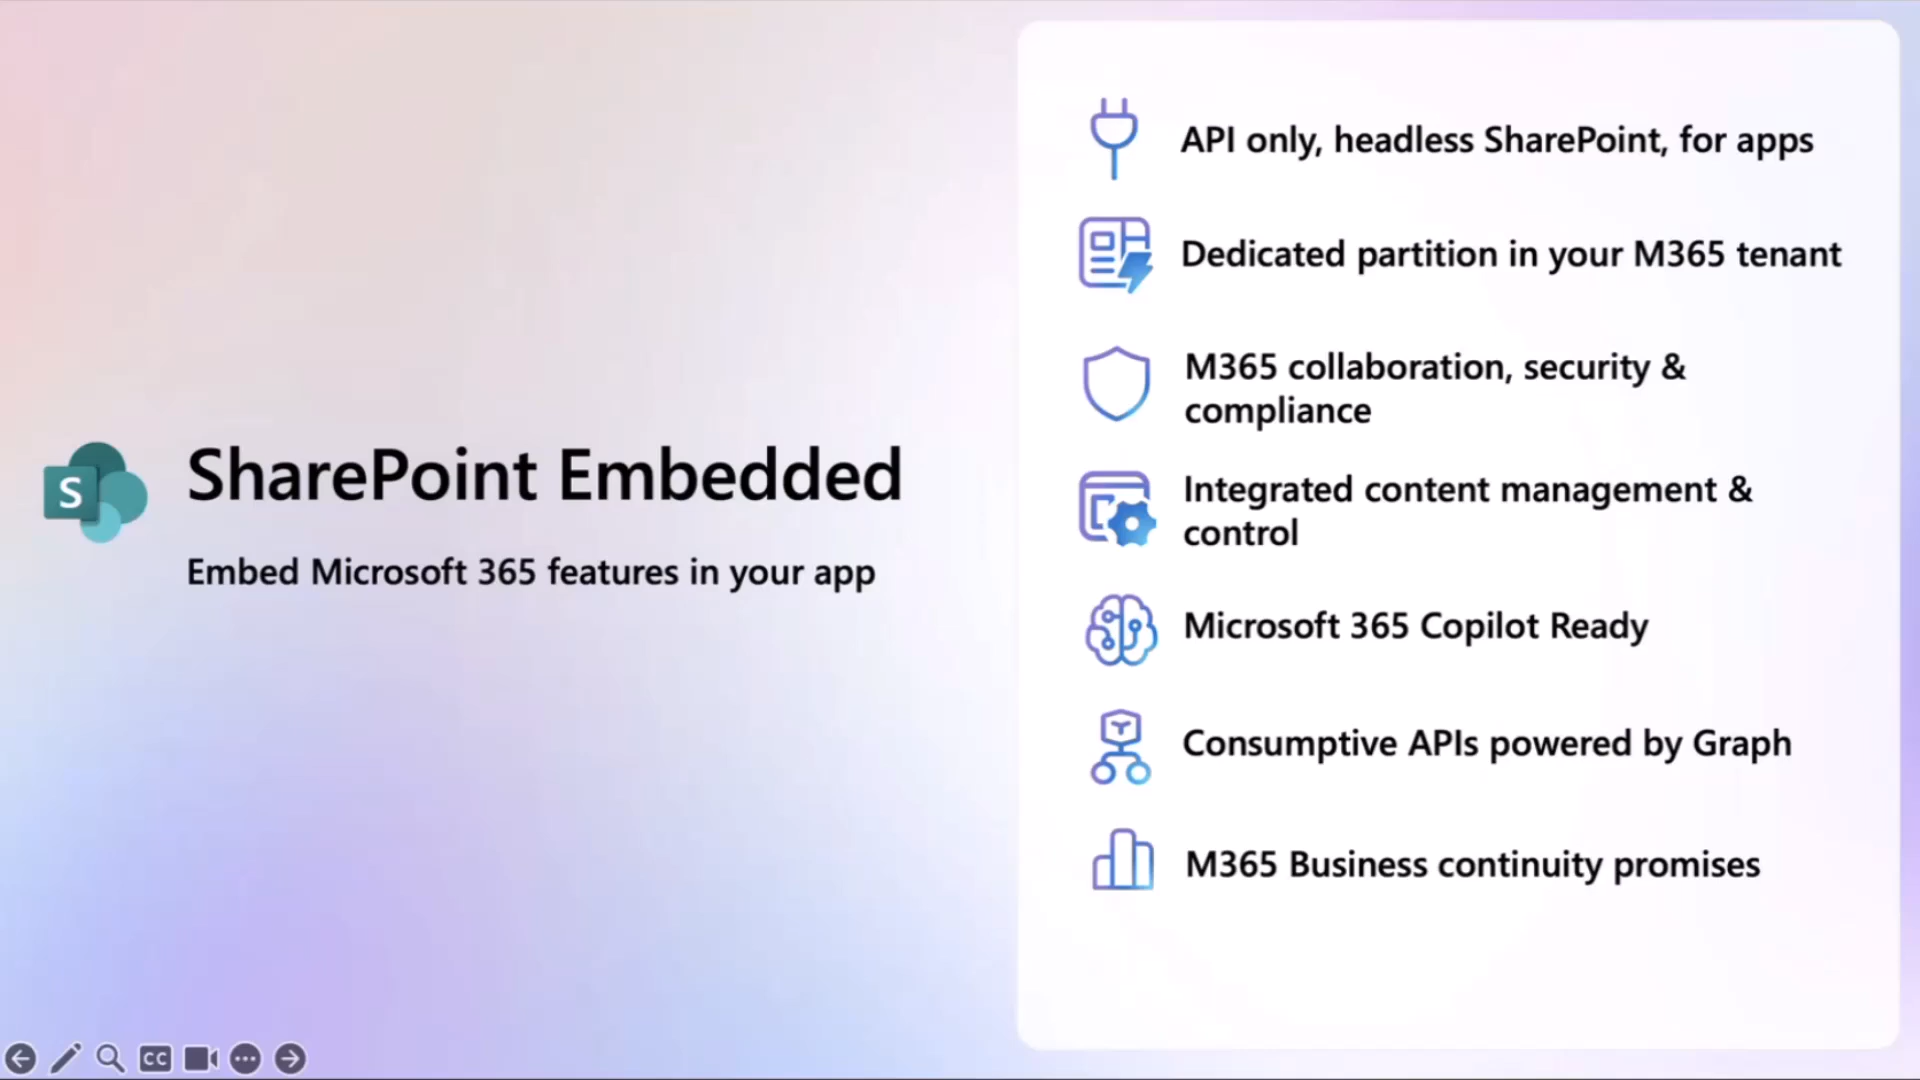 S
SharePoint Embedded
Embed Microsoft 365 features in your app
API only, headless SharePoint, for apps
Dedicated partition in your M365 tenant
M365 collaboration, security &
compliance
Integrated content management &
control
Microsoft 365 Copilot Ready
Consumptive APIs powered by Graph
M365 Business continuity promises
CC